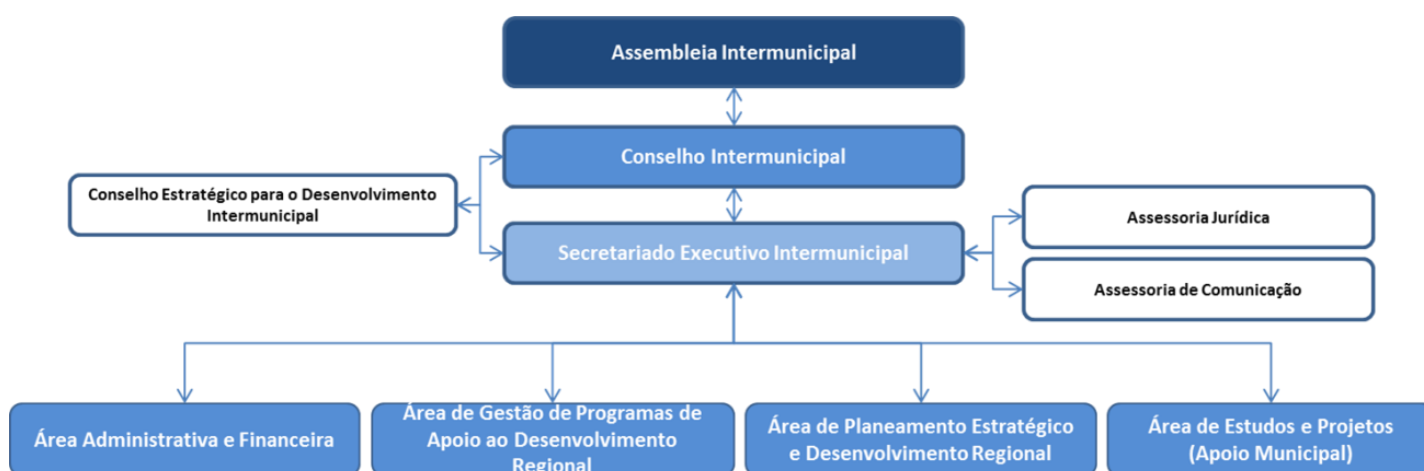 Assembleia Intermunicipal
Conselho Intermunicipal
Conselho Estratégico para o Desenvolvimento
Intermunicipal
Secretariado Executivo Intermunicipal
Assessoria Jurídica
Assessoria de Comunicação
Área Administrativa e Financeira
Área de Gestão de Programas de
Apoio ao Desenvolvimento
Regional
Área de Planeamento Estratégico
e Desenvolvimento Regional
Área de Estudos e Projetos
(Apoio Municipal)